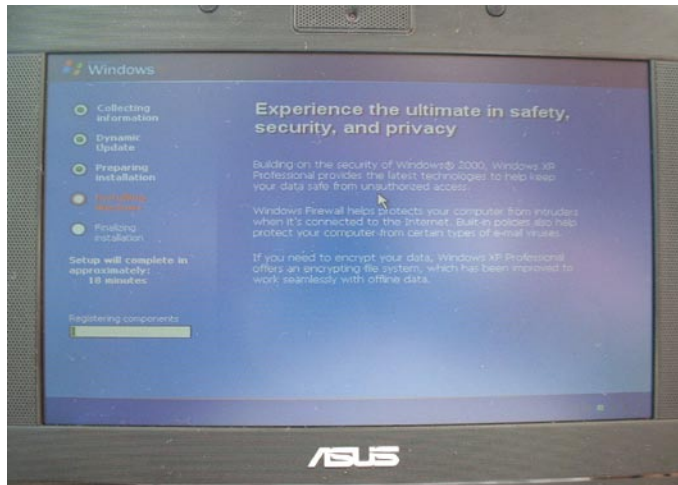 Windows
Collecting
information
Dynamic
Update
Preparing
installation
Installing
Windows
Finalizing
installation
Setup will complete in
approximately:
18 minutes
Registering components
Experience the ultimate in safety,
security, and privacy
Building on the security of Windows® 2000, Windows XP
Professional provides the latest technologies to help keep
your data safe from unauthorized access.
Windows Firewall helps protects your computer from intruders
when it's connected to the Internet. Built-in policies also help
protect your computer from certain types of e-mail viruses.
If you need to encrypt your data, Windows XP Professional
offers an encrypting file system, which has been improved to
work seamlessly with offline data.
ASUS